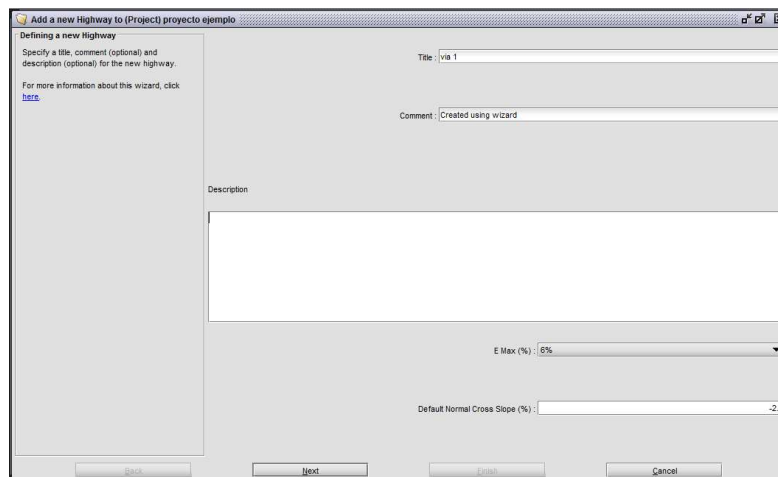 Add a new Highway to (Project) proyecto ejemplo
Defining a new Highway
Specify a title, comment (optional) and
description (optional) for the new highway.
For more information about this wizard, click
here.
Title : via 1
Comment : Created using wizard
Description
E Max (%) : 6%
Default Normal Cross Slope (%) : -2.
Back Next Finish Cancel